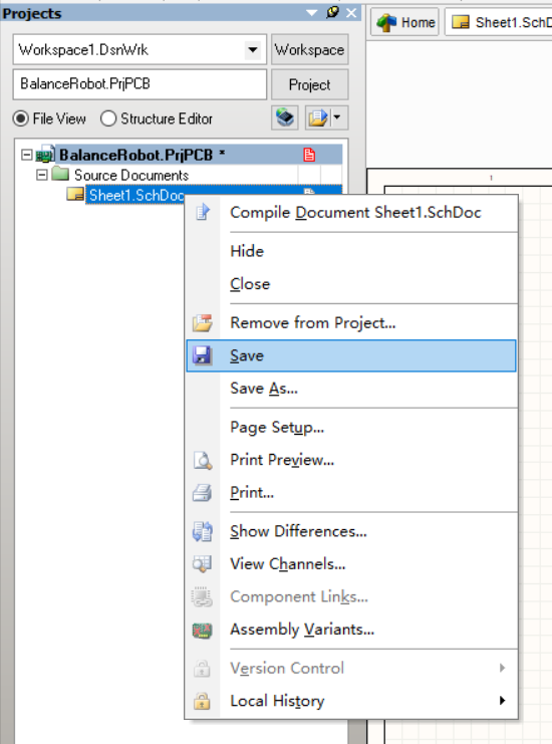 Projects
Workspace1.DsnWrk
Workspace
BalanceRobot.PrjPCB
Project
File View
Structure Editor
BalanceRobot.PrjPCB *
Source Documents
Sheet1.SchDoc
Home
Sheet1.SchD
1
Compile Document Sheet1.SchDoc
Hide
Close
Remove from Project...
Save
Save As...
Page Setup...
Print Preview...
Print...
Show Differences...
View Channels...
Component Links...
Assembly Variants...
Version Control
Local History